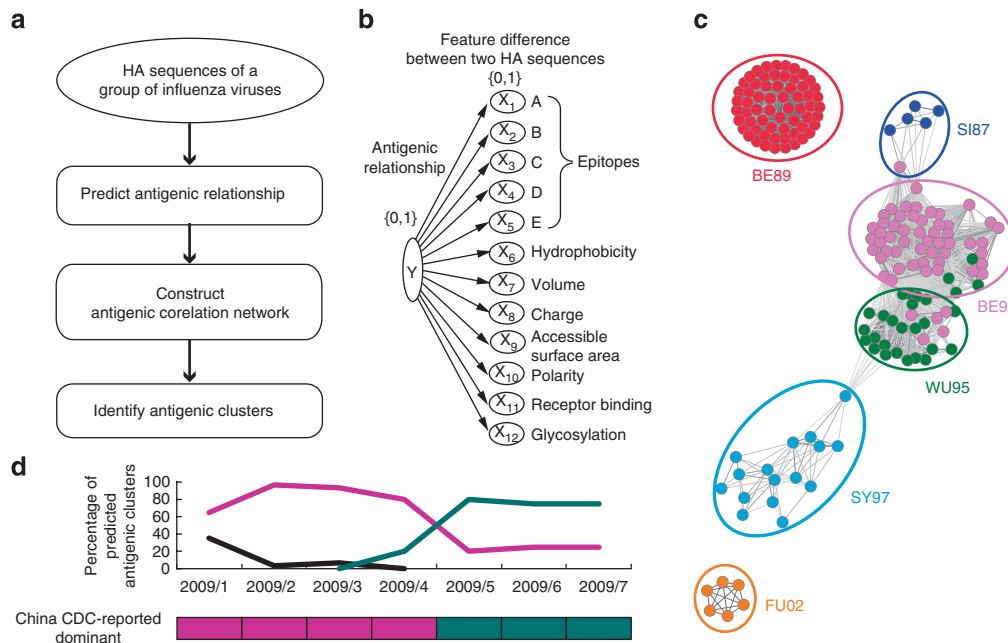 a
HA sequences of a
group of influenza viruses
Predict antigenic relationship
Construct
antigenic corelation network
Identify antigenic clusters
b
Feature difference
between two HA sequences
{0,1}
Antigenic
relationship
{0,1}
Y
X1 A
X2 B
X3 C
X4 D
X5 E
Epitopes
X6 Hydrophobicity
X7 Volume
X8 Charge
X9 Accessible
surface area
X10 Polarity
X11 Receptor binding
X12 Glycosylation
c
BE89
SI87
BE9
WU95
SY97
FU02
d
Percentage of
predicted
antigenic clusters
100
80
60
40
20
0
2009/1 2009/2 2009/3 2009/4 2009/5 2009/6 2009/7
China CDC-reported
dominant